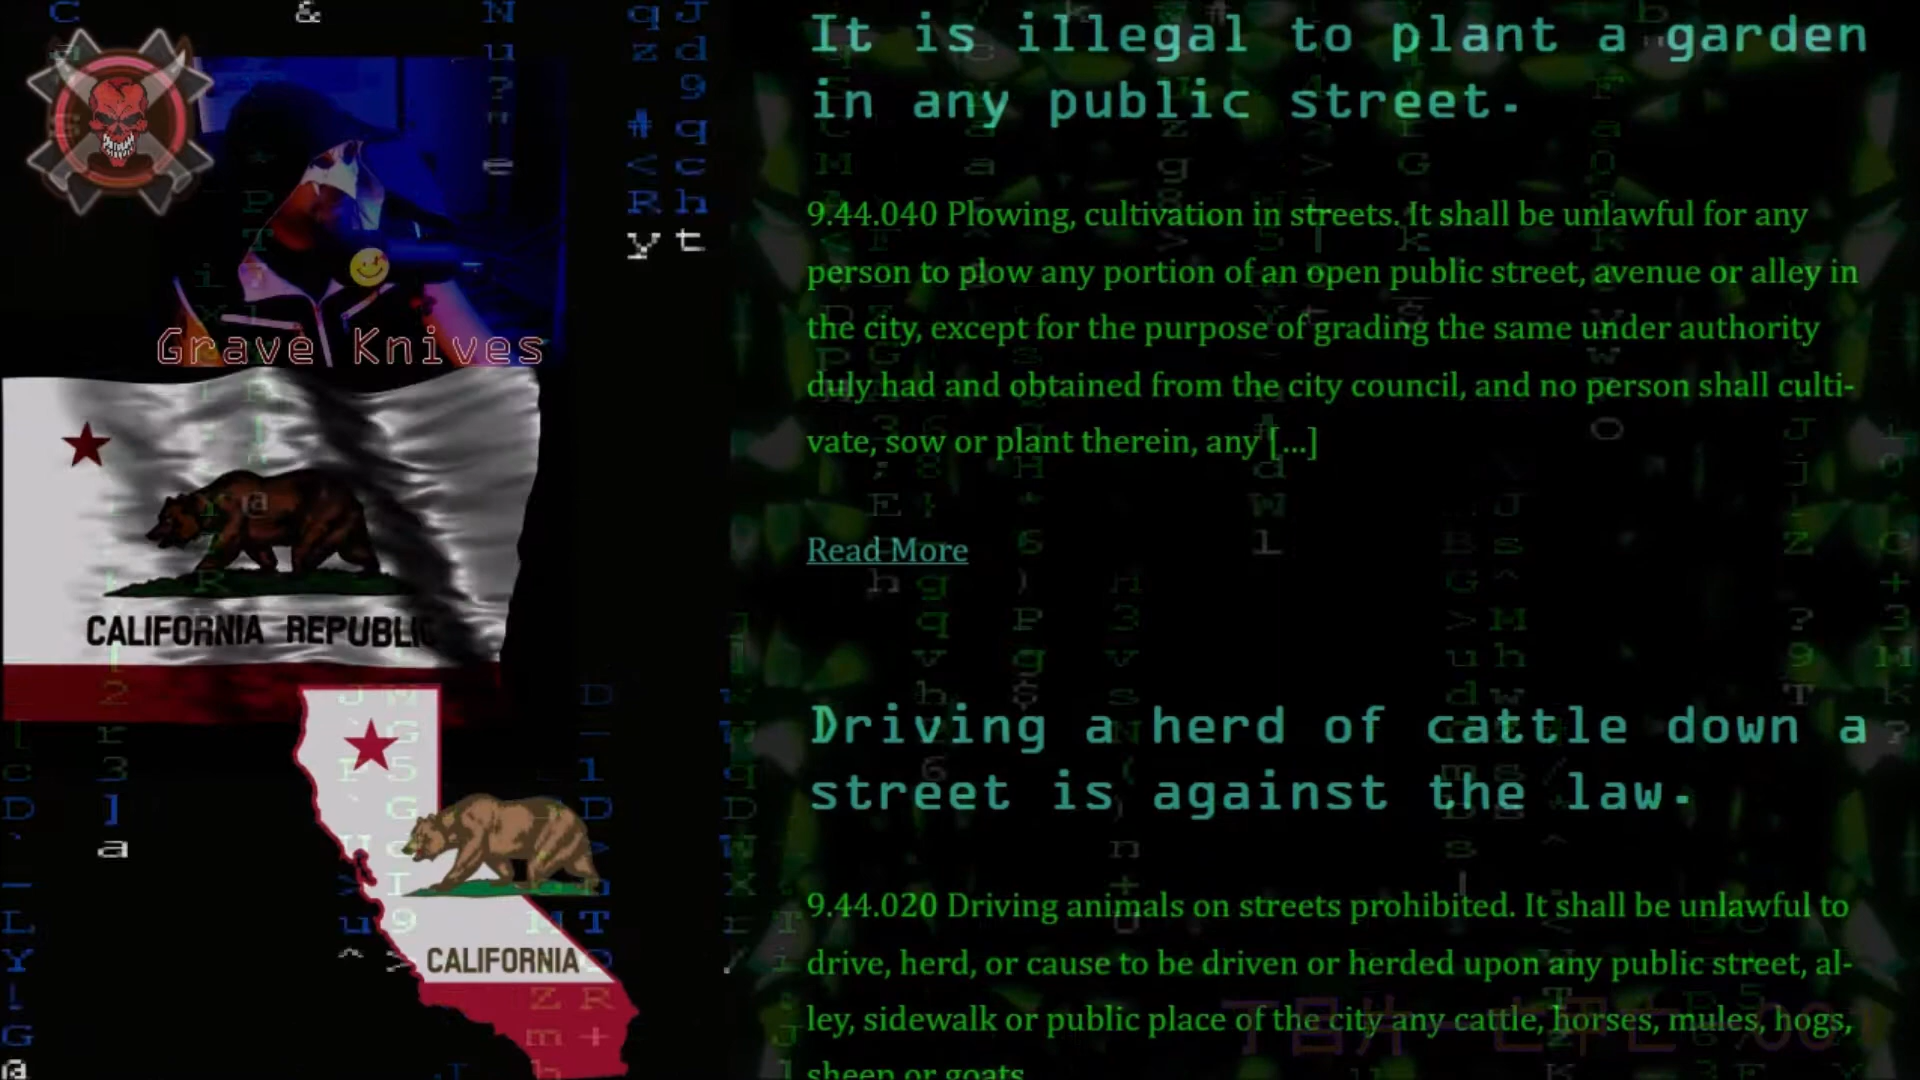 It is illegal to plant a garden
in any public street.
9.44.040 Plowing, cultivation in streets. It shall be unlawful for any
person to plow any portion of an open public street, avenue or alley in
the city, except for the purpose of grading the same under authority
duly had and obtained from the city council, and no person shall culti-
vate, sow or plant therein, any [...]
Read More
Driving a herd of cattle down a
street is against the law.
9.44.020 Driving animals on streets prohibited. It shall be unlawful to
drive, herd, or cause to be driven or herded upon any public street, al-
ley, sidewalk or public place of the city any cattle, horses, mules, hogs,
sheep or goats
Grave Knives
CALIFORNIA REPUBLIC
CALIFORNIA